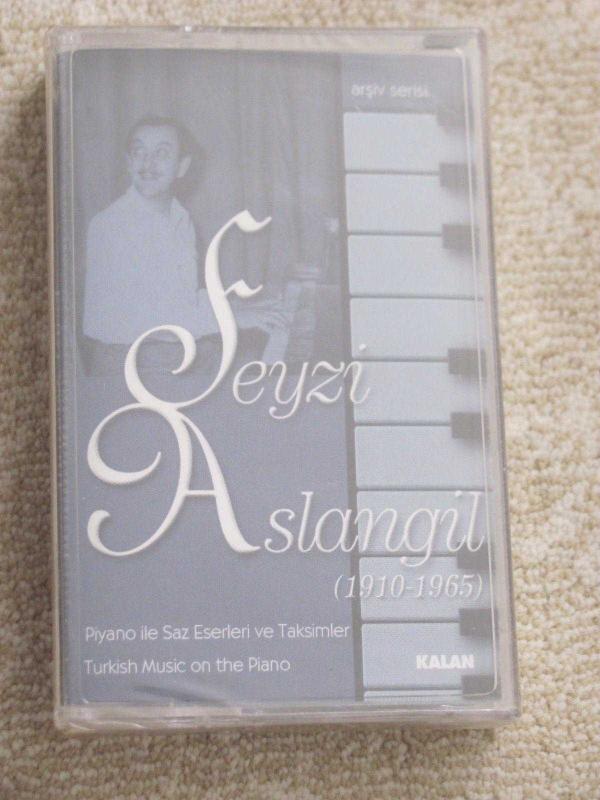 arşiv serisi
Feyzi
Aslangil
(1910-1965)
Piyano ile Saz Eserleri ve Taksimler
Turkish Music on the Piano
KALAN